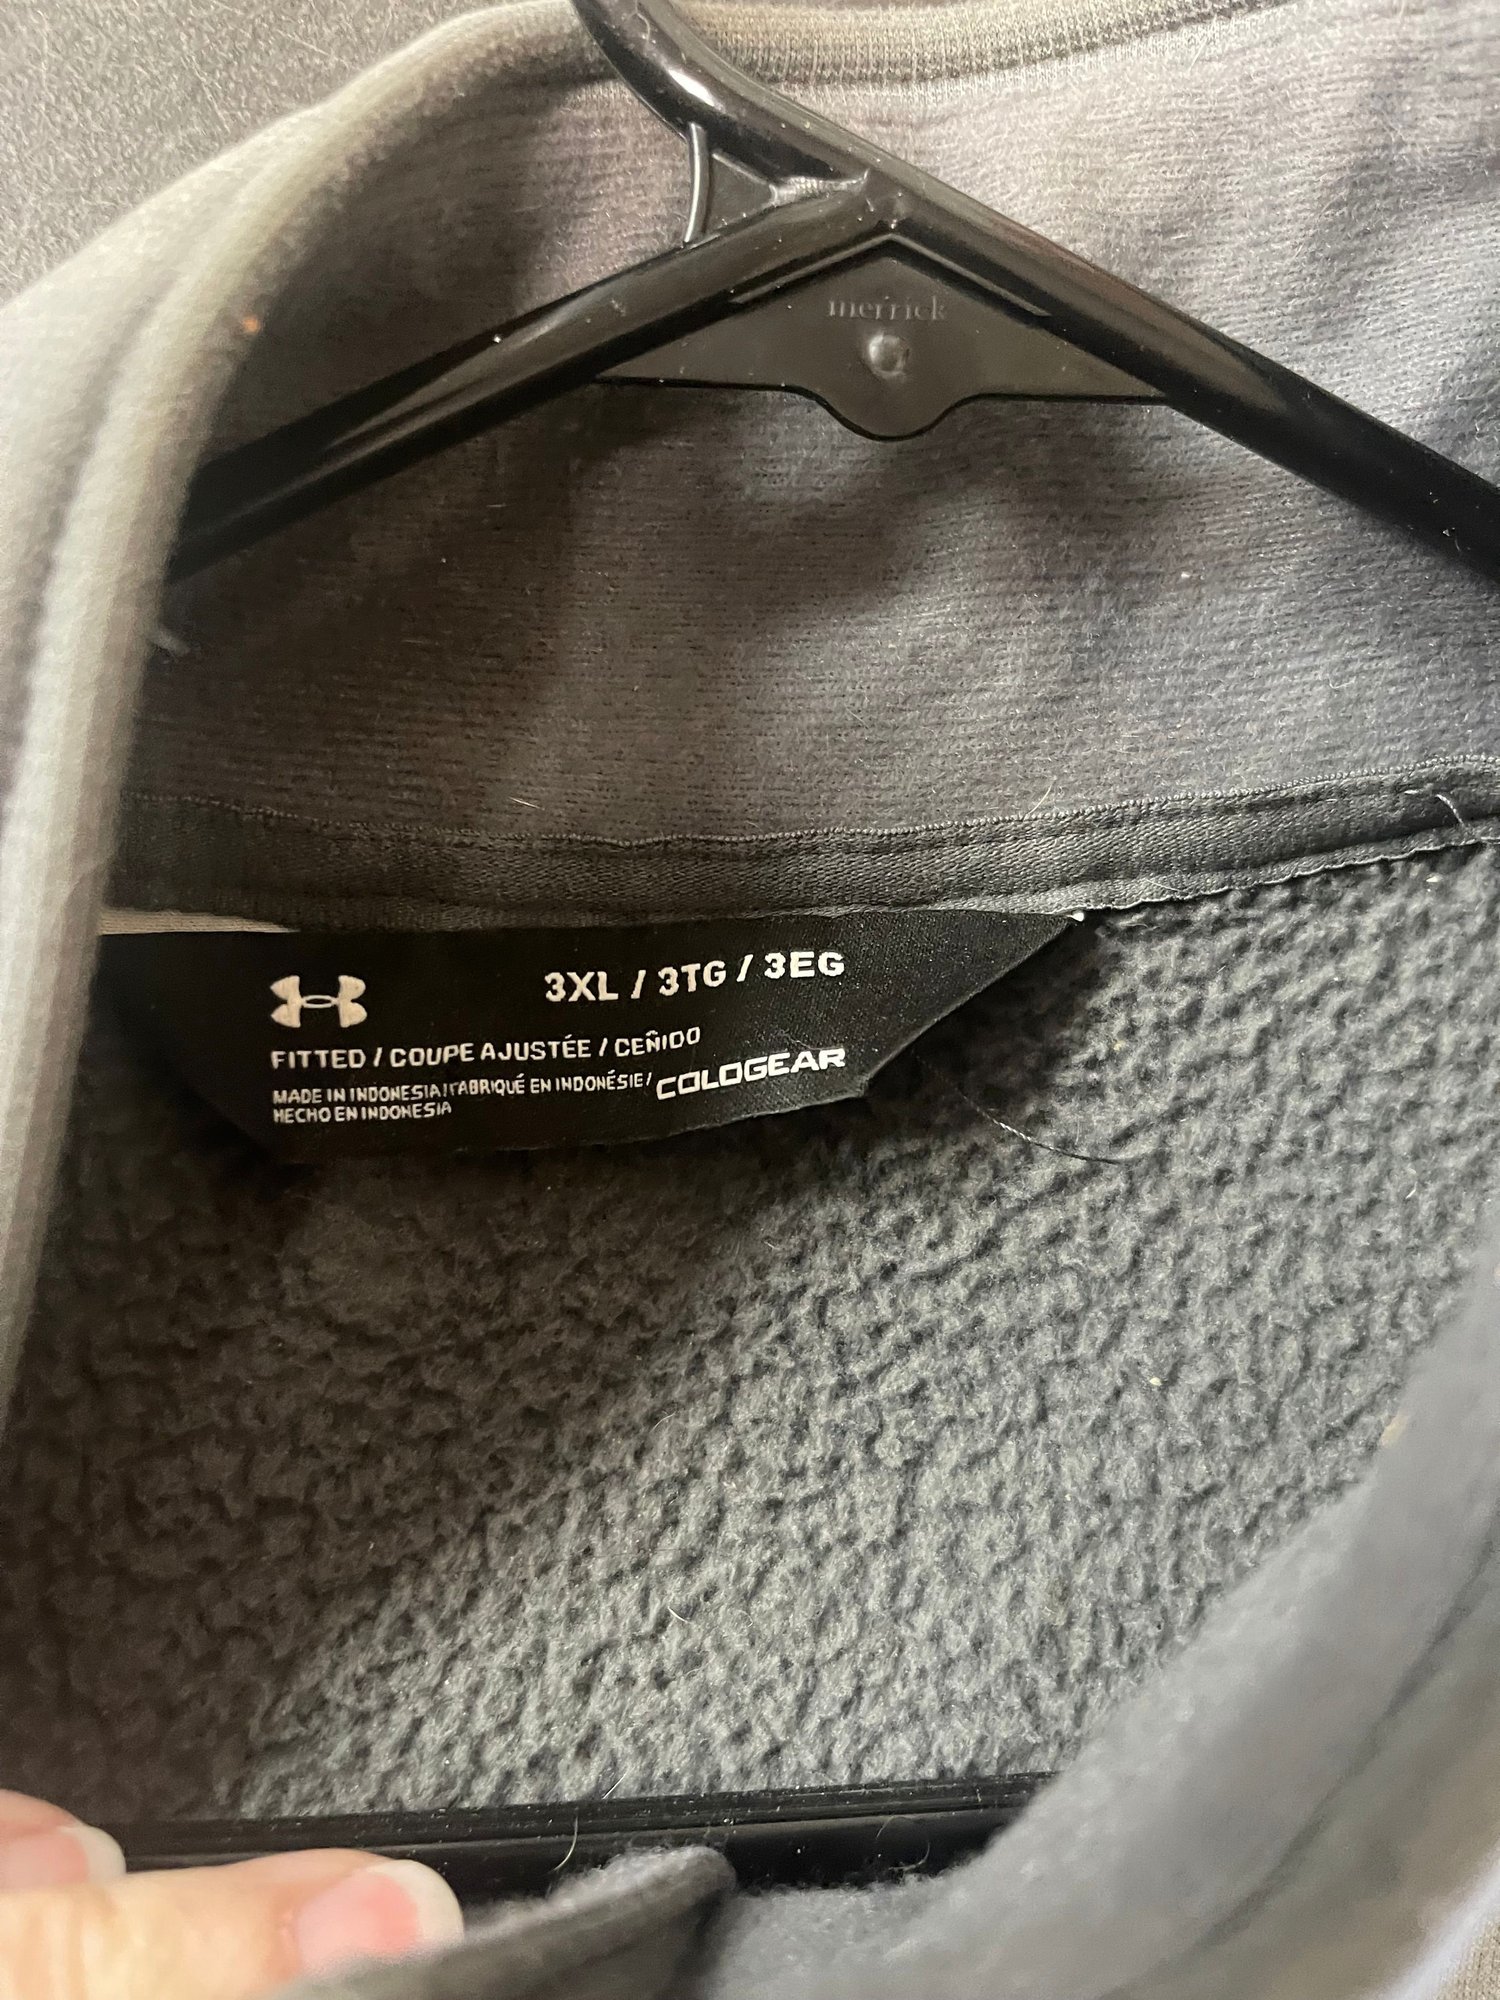 merrick
3XL / 3TG / 3EG
FITTED / COUPE AJUSTÉE / CEÑIDO
MADE IN INDONESIA / FABRIQUÉ EN INDONÉSIE /
HECHO EN INDONESIA
COLDGEAR